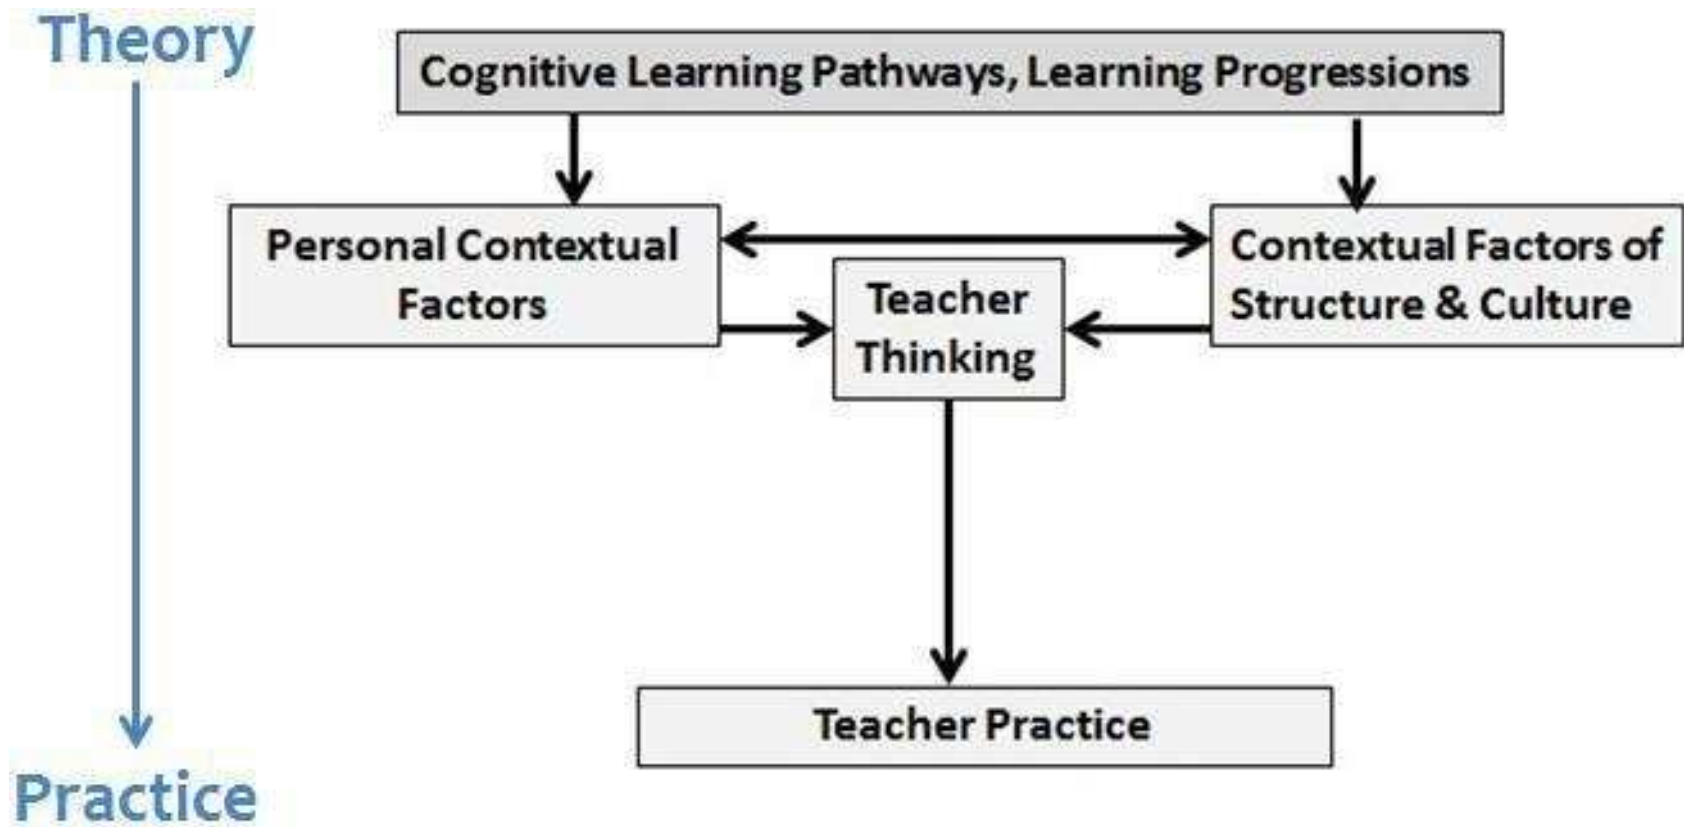 Theory
Cognitive Learning Pathways, Learning Progressions
Personal Contextual
Factors
Contextual Factors of
Structure & Culture
Teacher
Thinking
Teacher Practice
Practice